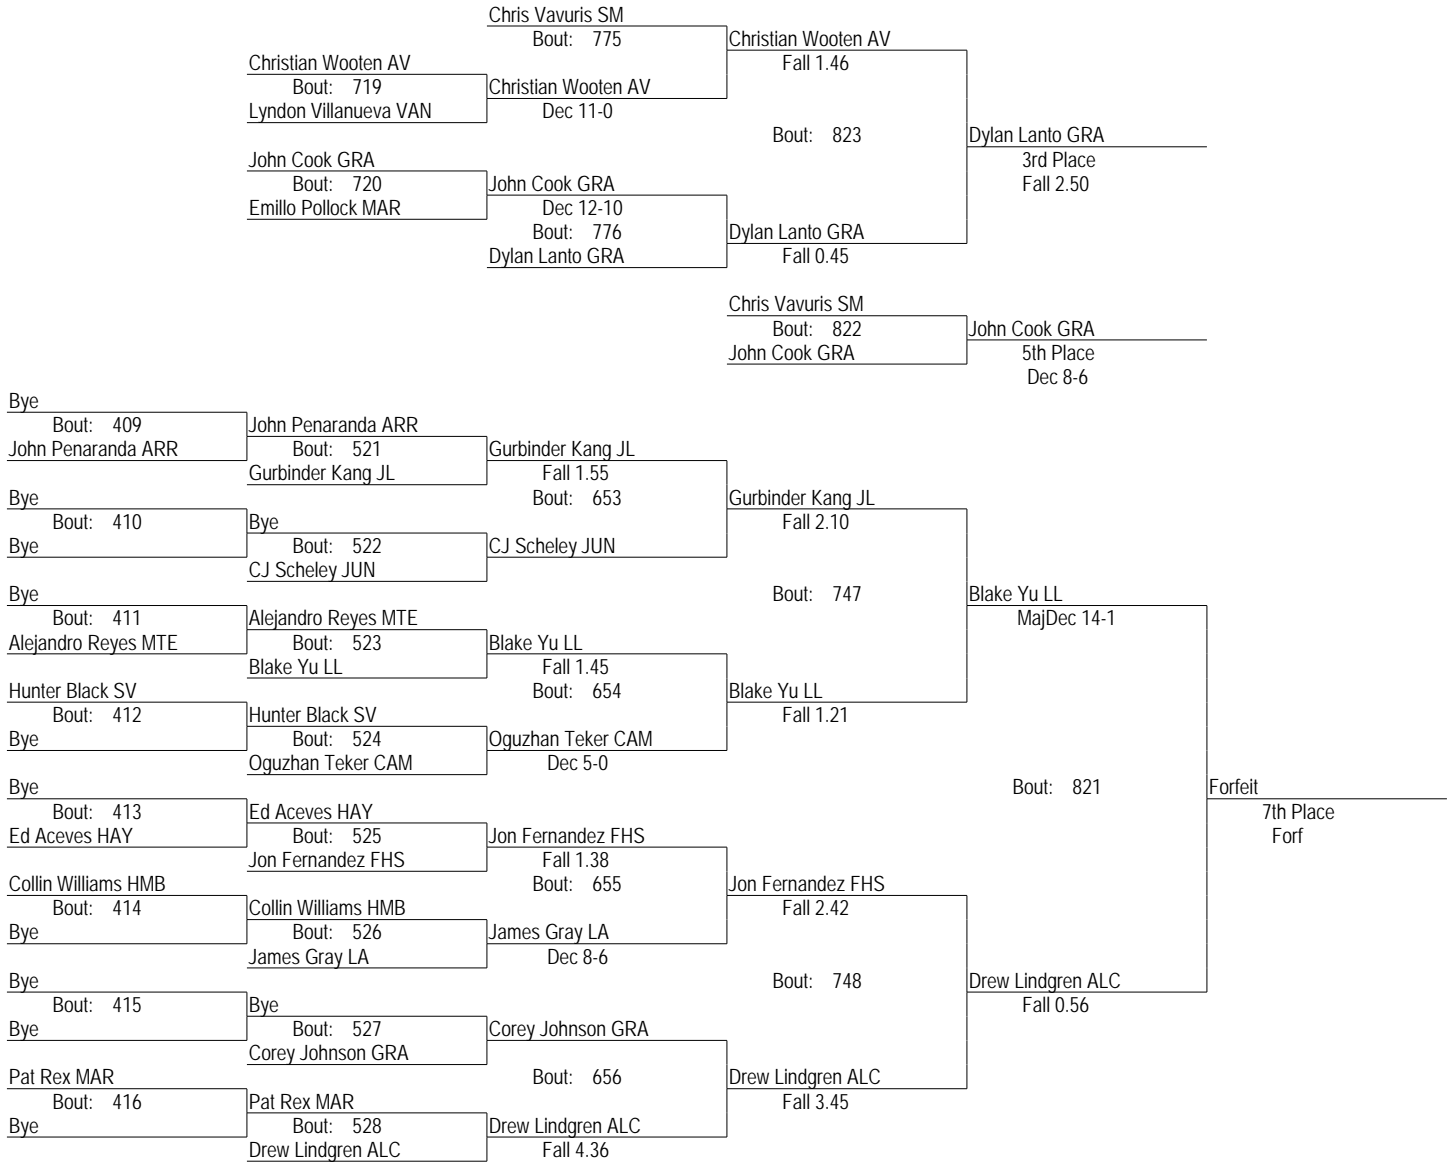 Chris Vavuris SM
Bout: 775
Christian Wooten AV
Christian Wooten AV
Fall 1.46
Bout: 719
Christian Wooten AV
Lyndon Villanueva VAN
Dec 11-0
Bout: 823
Dylan Lanto GRA
John Cook GRA
3rd Place
Bout: 720
John Cook GRA
Fall 2.50
Emillo Pollock MAR
Dec 12-10
Bout: 776
Dylan Lanto GRA
Dylan Lanto GRA
Fall 0.45
Chris Vavuris SM
Bout: 822
John Cook GRA
John Cook GRA
5th Place
Dec 8-6
Bye
Bout: 409
John Penaranda ARR
John Penaranda ARR
Bout: 521
Gurbinder Kang JL
Gurbinder Kang JL
Fall 1.55
Bye
Bout: 653
Gurbinder Kang JL
Bout: 410
Bye
Fall 2.10
Bye
Bout: 522
CJ Scheley JUN
CJ Scheley JUN
Bye
Bout: 747
Blake Yu LL
Bout: 411
Alejandro Reyes MTE
MajDec 14-1
Alejandro Reyes MTE
Bout: 523
Blake Yu LL
Blake Yu LL
Fall 1.45
Hunter Black SV
Bout: 654
Blake Yu LL
Bout: 412
Hunter Black SV
Fall 1.21
Bye
Bout: 524
Oguzhan Teker CAM
Oguzhan Teker CAM
Dec 5-0
Bye
Bout: 821
Forfeit
Bout: 413
Ed Aceves HAY
7th Place
Ed Aceves HAY
Bout: 525
Jon Fernandez FHS
Forf
Jon Fernandez FHS
Fall 1.38
Collin Williams HMB
Bout: 655
Jon Fernandez FHS
Bout: 414
Collin Williams HMB
Fall 2.42
Bye
Bout: 526
James Gray LA
James Gray LA
Dec 8-6
Bye
Bout: 748
Drew Lindgren ALC
Bout: 415
Bye
Fall 0.56
Bye
Bout: 527
Corey Johnson GRA
Corey Johnson GRA
Pat Rex MAR
Bout: 656
Drew Lindgren ALC
Bout: 416
Pat Rex MAR
Fall 3.45
Bye
Bout: 528
Drew Lindgren ALC
Drew Lindgren ALC
Fall 4.36